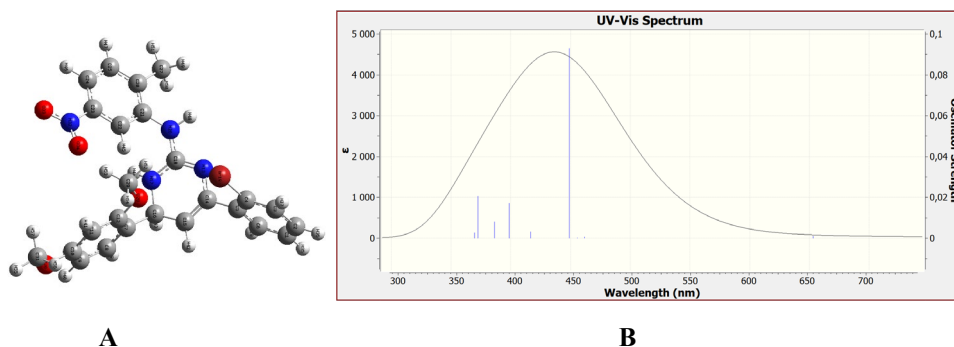 UV-Vis Spectrum
5 000
4 000
3 000
2 000
1 000
0
ε
0,1
0,08
0,06
0,04
0,02
0
Oscillator Strength
300 350 400 450 500 550 600 650 700
Wavelength (nm)
A B